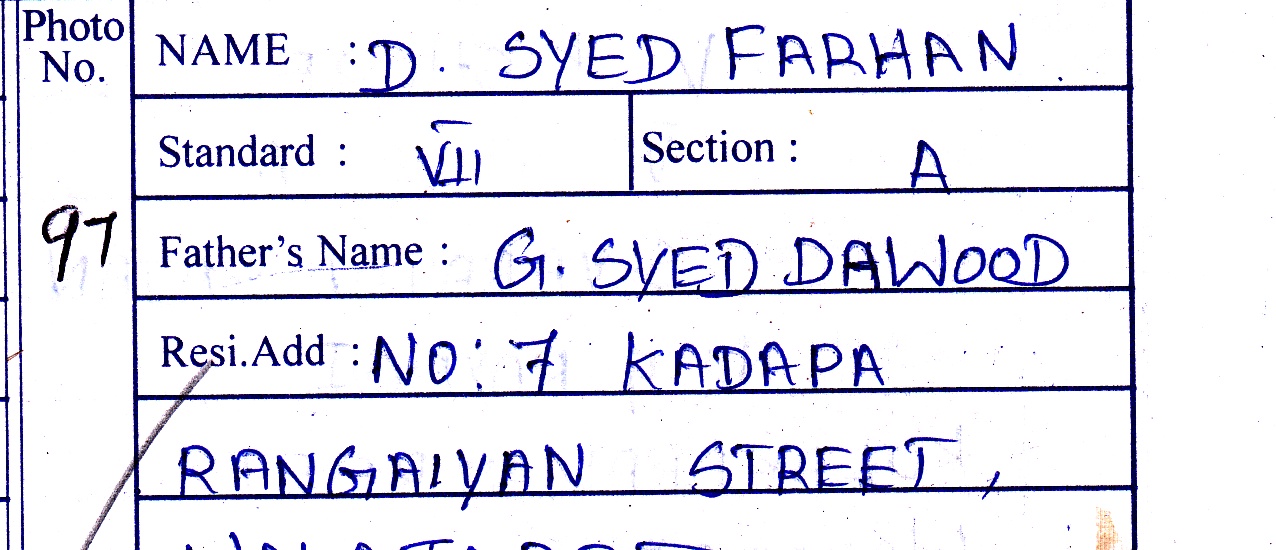 Photo No.
NAME : D. SYED FARHAN.
Standard : VII Section : A
97 Father's Name : G. SYED DAWOOD
Resi.Add : NO: 7 KADAPA
RANGAIYAN STREET,